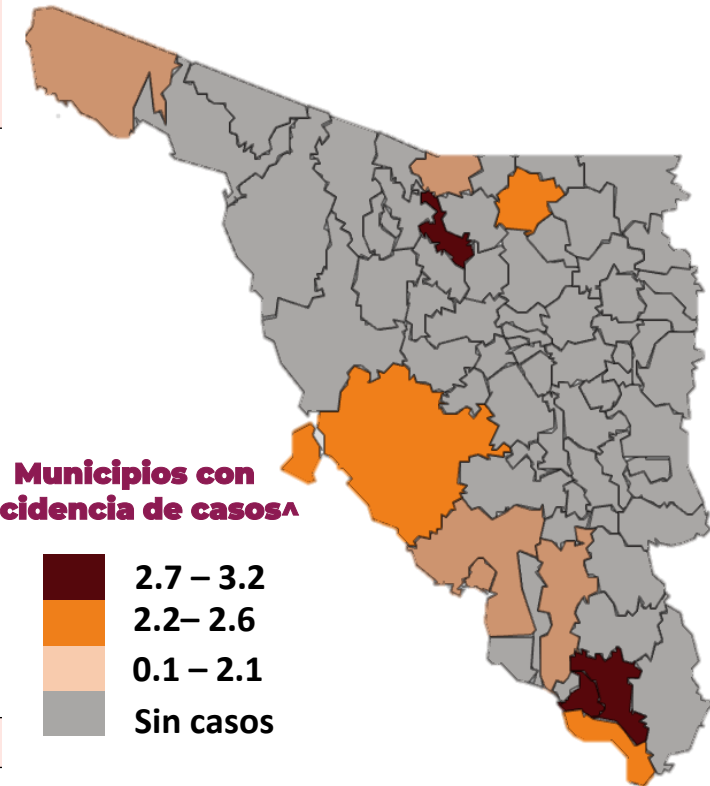 Municipios con
cidencia de casos^
2.7 – 3.2
2.2– 2.6
0.1 – 2.1
Sin casos